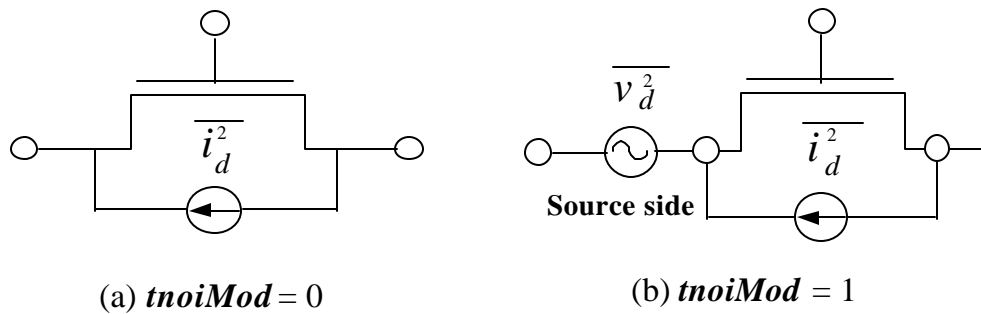 v_d^2
i_d^2
i_d^2
Source side
(a) tnoiMod = 0
(b) tnoiMod = 1